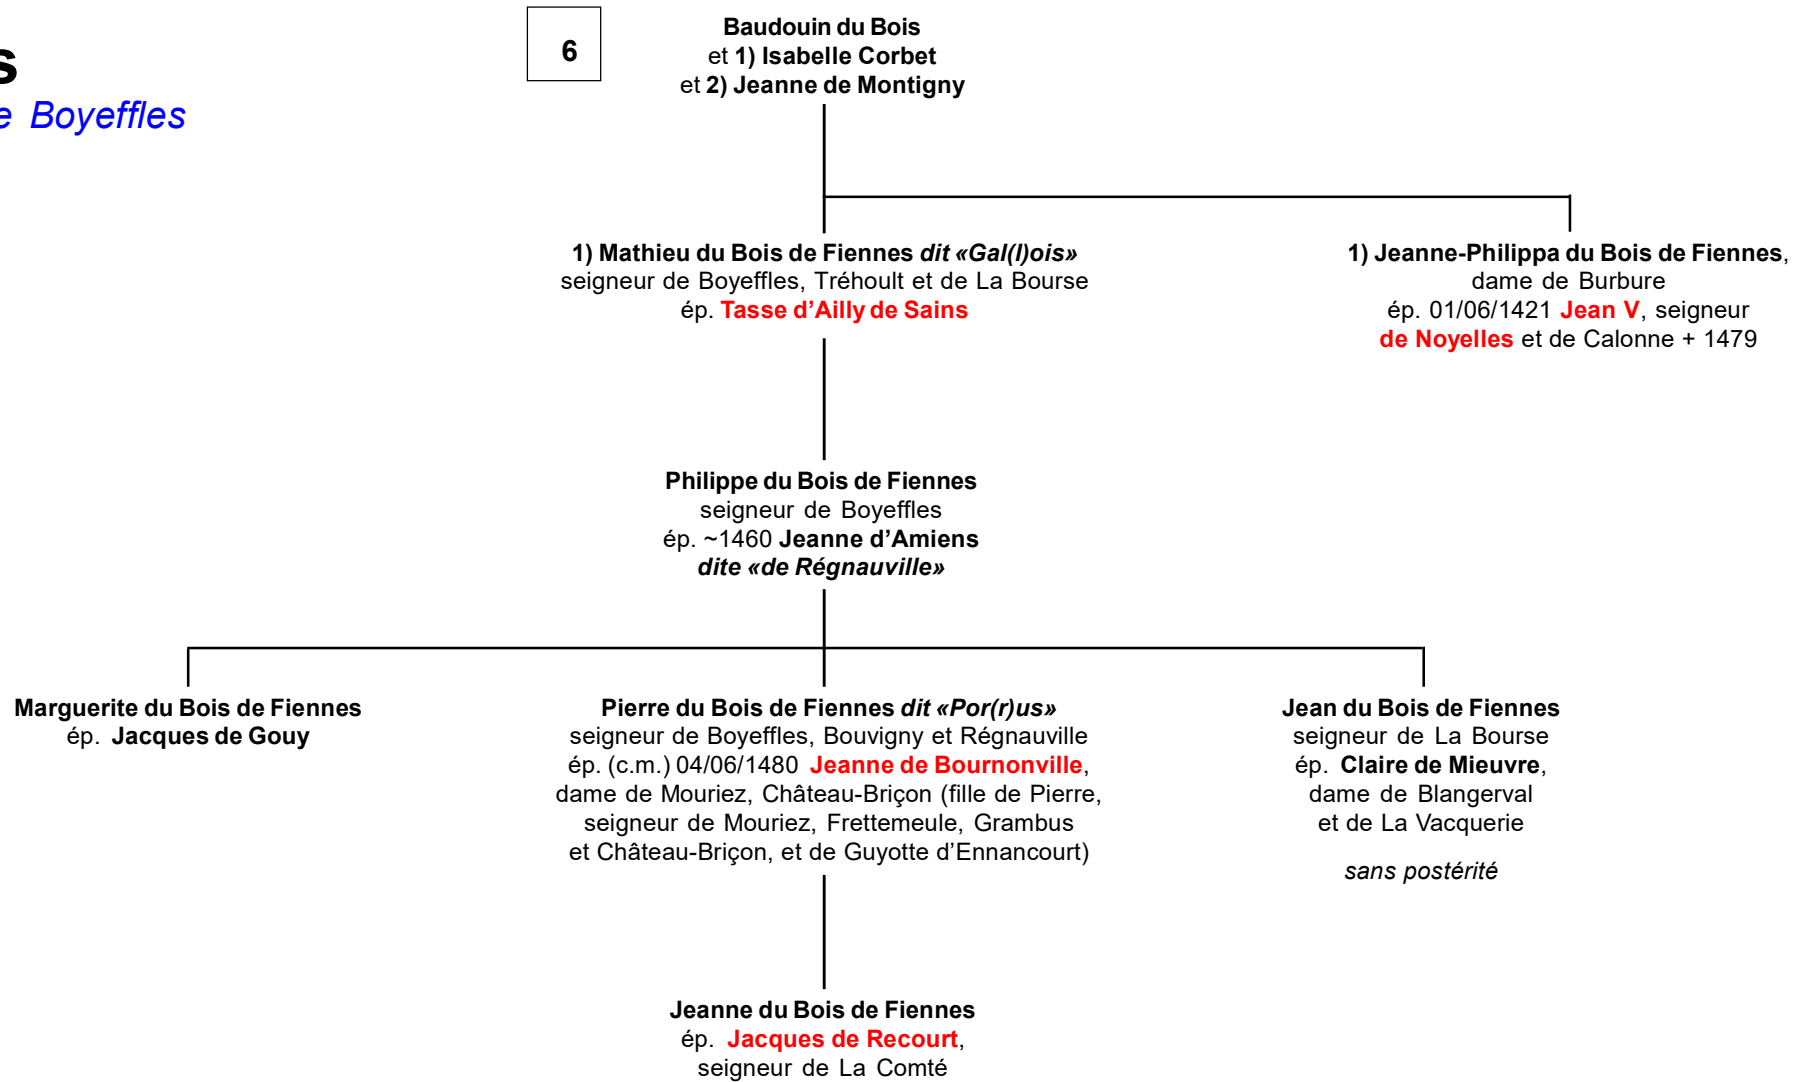 s
e Boyeffles
6
Baudouin du Bois
et 1) Isabelle Corbet
et 2) Jeanne de Montigny
1) Mathieu du Bois de Fiennes dit «Gal(l)ois»
seigneur de Boyeffles, Tréhoult et de La Bourse
ép. Tasse d’Ailly de Sains
1) Jeanne-Philippa du Bois de Fiennes,
dame de Burbure
ép. 01/06/1421 Jean V, seigneur
de Noyelles et de Calonne + 1479
Philippe du Bois de Fiennes
seigneur de Boyeffles
ép. ~1460 Jeanne d’Amiens
dite «de Régnauville»
Marguerite du Bois de Fiennes
ép. Jacques de Gouy
Pierre du Bois de Fiennes dit «Por(r)us»
seigneur de Boyeffles, Bouvigny et Régnauville
ép. (c.m.) 04/06/1480 Jeanne de Bournonville,
dame de Mouriez, Château-Briçon (fille de Pierre,
seigneur de Mouriez, Frettemeule, Grambus
et Château-Briçon, et de Guyotte d’Ennancourt)
Jean du Bois de Fiennes
seigneur de La Bourse
ép. Claire de Mieuvre,
dame de Blangerval
et de La Vacquerie
sans postérité
Jeanne du Bois de Fiennes
ép. Jacques de Recourt,
seigneur de La Comté